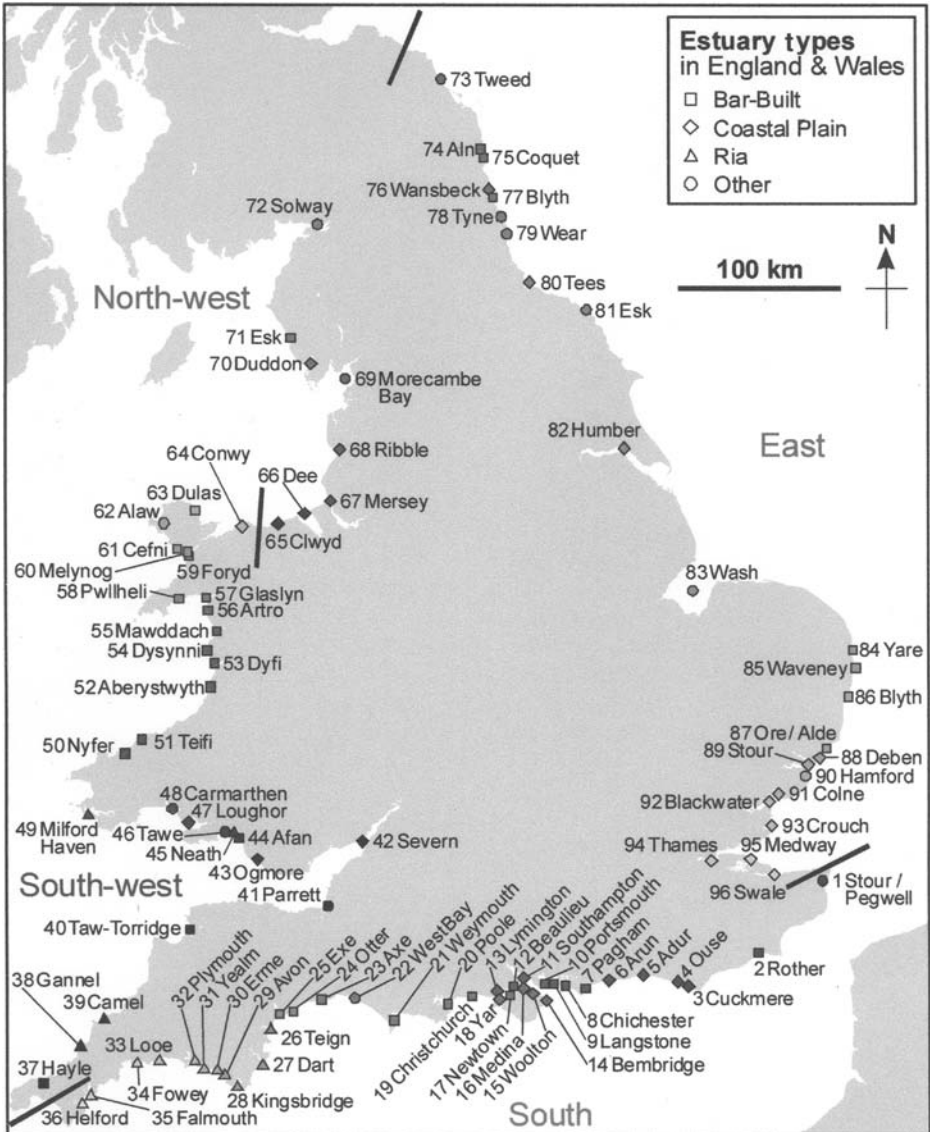 Estuary types
in England & Wales
Bar-Built
Coastal Plain
Ria
Other
N
100 km
73 Tweed
74 Aln
75 Coquet
76 Wansbeck
77 Blyth
72 Solway
78 Tyne
79 Wear
80 Tees
81 Esk
North-west
71 Esk
70 Duddon
69 Morecambe
Bay
82 Humber
East
68 Ribble
64 Conwy
66 Dee
63 Dulas
67 Mersey
62 Alaw
65 Clwyd
61 Cefni
60 Melynog
59 Foryd
58 Pwllheli
57 Glaslyn
56 Artro
83 Wash
55 Mawddach
54 Dysynni
53 Dyfi
84 Yare
85 Waveney
52 Aberystwyth
86 Blyth
87 Ore/ Alde
50 Nyfer
51 Teifi
89 Stour
88 Deben
90 Hamford
48 Carmarthen
47 Loughor
92 Blackwater
91 Colne
49 Milford
Haven
46 Tawe
44 Afan
42 Severn
93 Crouch
45 Neath
94 Thames
95 Medway
43 Ogmore
South-west
41 Parrett
96 Swale
1 Stour /
Pegwell
40 Taw-Torridge
32 Plymouth
31 Yealm
30 Erme
29 Avon
25 Exe
24 Otter
23 Axe
22 WestBay
21 Weymouth
20 Poole
13 Lymington
12 Beaulieu
11 Southampton
10 Portsmouth
7 Pagham
6 Arun
5 Adur
4 Ouse
2 Rother
3 Cuckmere
38 Gannel
39 Camel
26 Teign
8 Chichester
9 Langstone
14 Bembridge
19 Christchurch
18 Yar
17 Newtown
16 Medina
15 Woolton
33 Looe
27 Dart
37 Hayle
34 Fowey
28 Kingsbridge
36 Helford
35 Falmouth
South